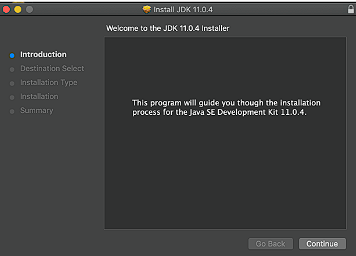 Install JDK 11.0.4
Welcome to the JDK 11.0.4 Installer
Introduction
Destination Select
Installation Type
Installation
Summary
This program will guide you though the installation
process for the Java SE Development Kit 11.0.4.
Go Back
Continue